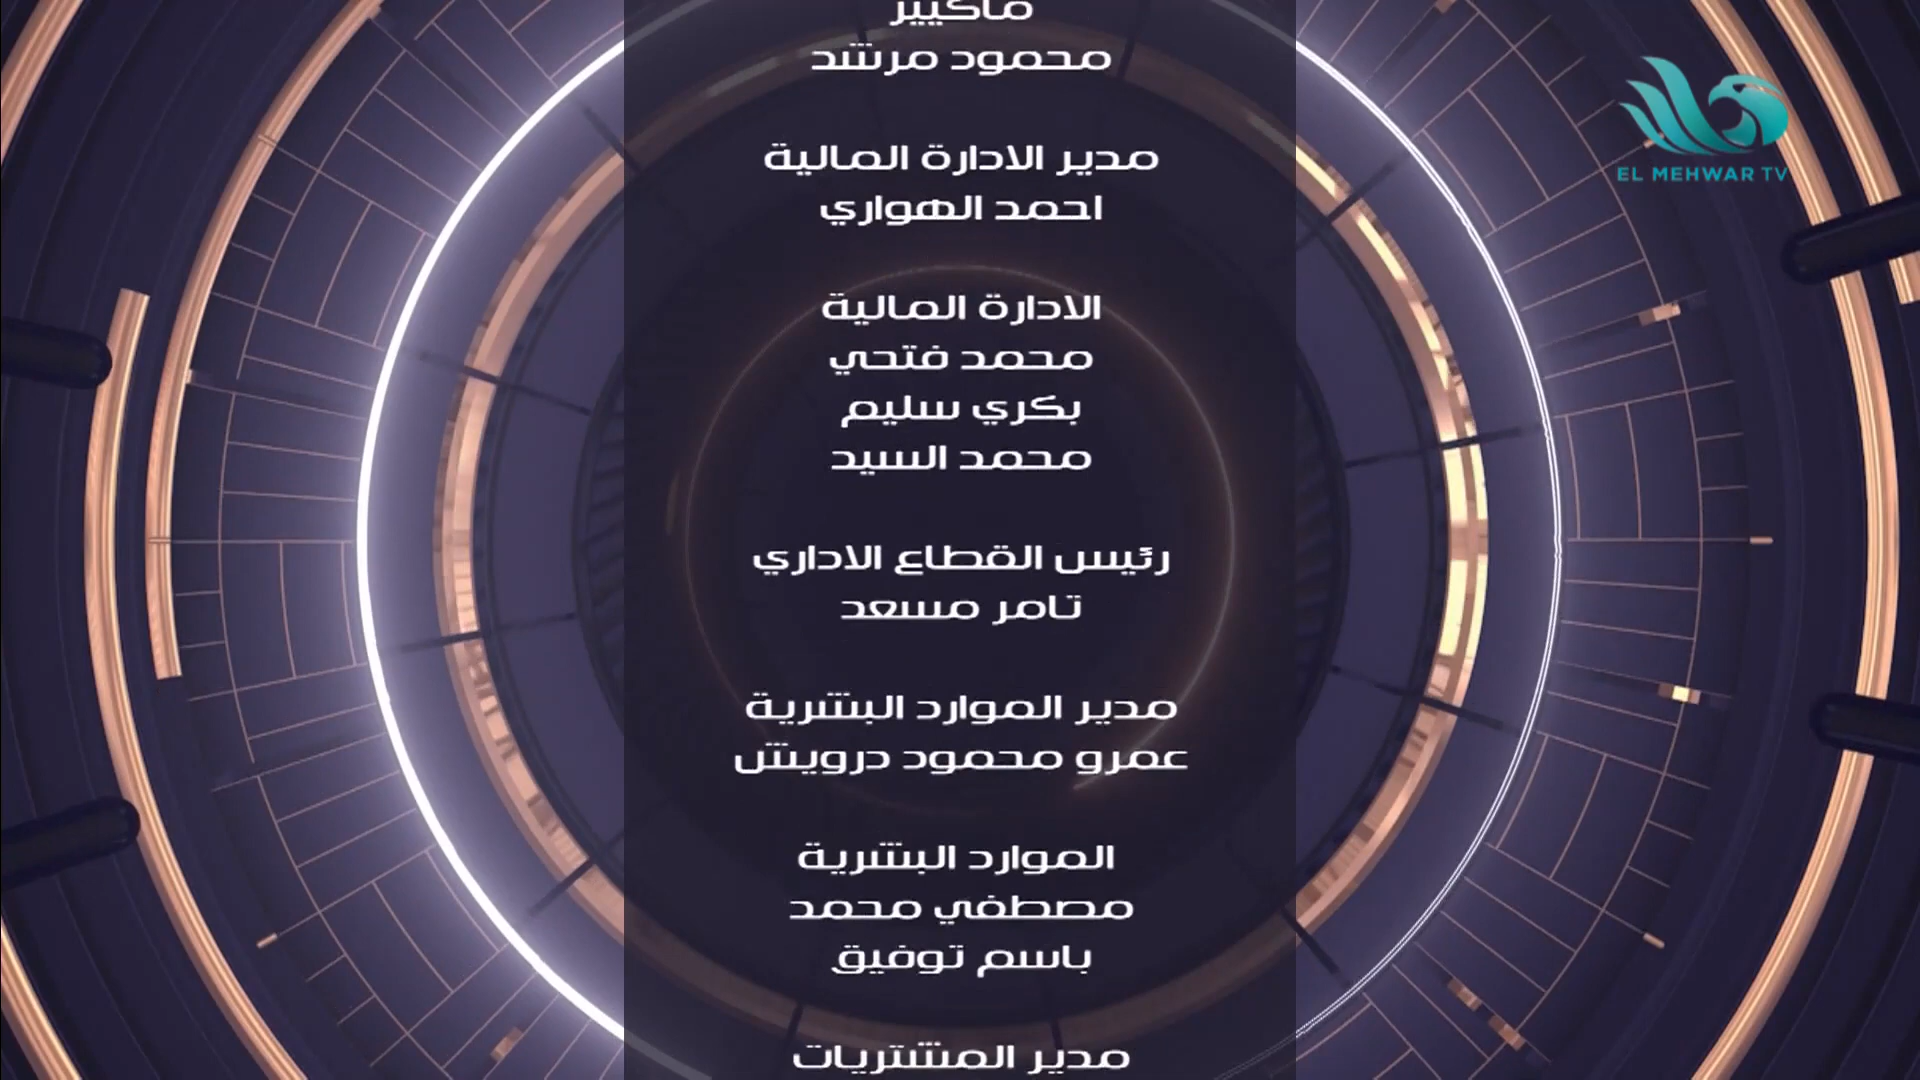 ماكيير
محمود مرشد
مدير الادارة المالية
احمد الهواري
الادارة المالية
محمد فتحي
بكري سليم
محمد السيد
رئيس القطاع الاداري
تامر مسعد
مدير الموارد البشرية
عمرو محمود درويش
الموارد البشرية
مصطفي محمد
باسم توفيق
مدير المشتريات
EL MEHWAR TV